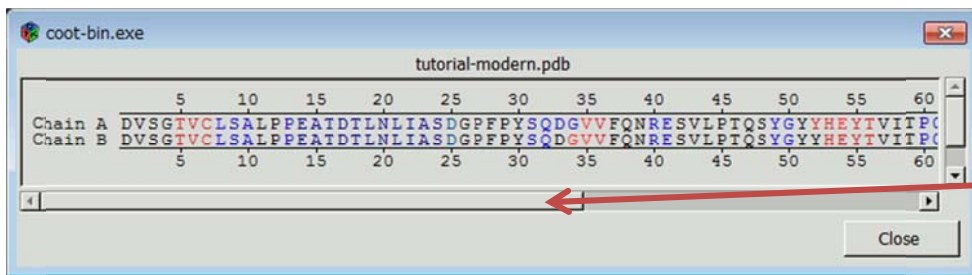 coot-bin.exe
tutorial-modern.pdb
5 10 15 20 25 30 35 40 45 50 55 60
Chain A DVSGTVCLSALPPEATDTLNLIASDGPFPYSQDGVVFQNRESVLPTQSYGYYHEYTVITP
Chain B DVSGTVCLSALPPEATDTLNLIASDGPFPYSQDGVVFQNRESVLPTQSYGYYHEYTVITP
5 10 15 20 25 30 35 40 45 50 55 60
Close